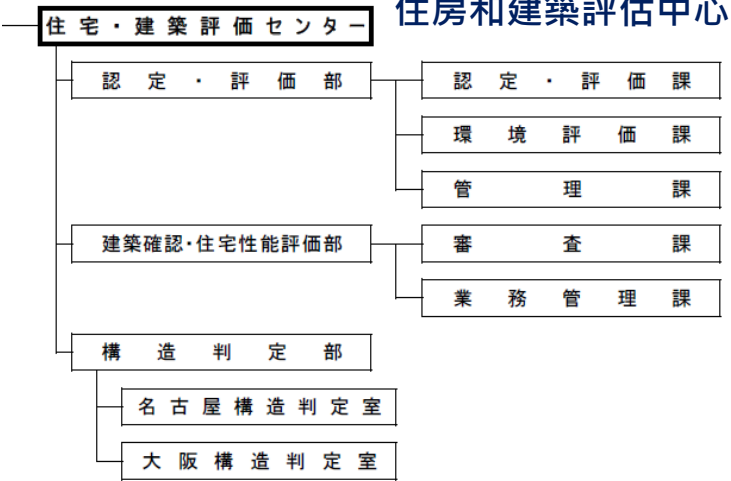 住宅・建築評価センター
住房和建築評估中心
認定・評価部
認定・評価課
環境評価課
管理課
建築確認・住宅性能評価部
審査課
業務管理課
構造判定部
名古屋構造判定室
大阪構造判定室